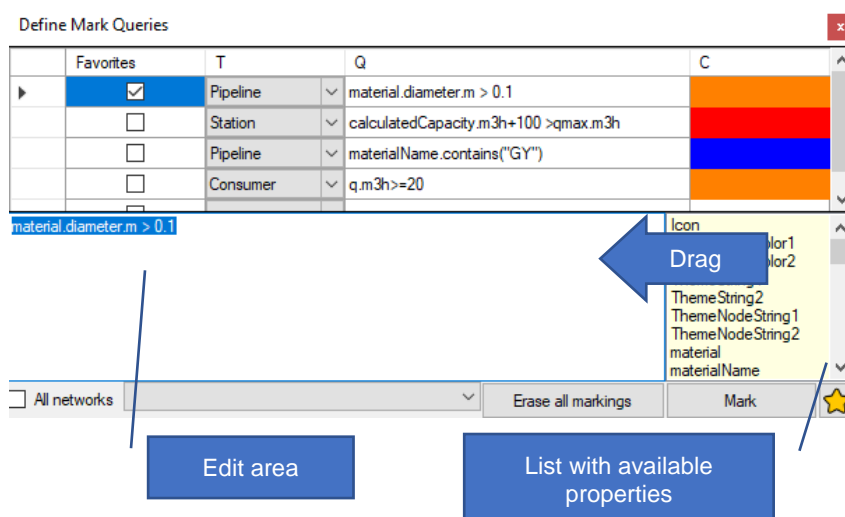 Define Mark Queries
x
Favorites T Q C
Pipeline material.diameter.m > 0.1
Station calculatedCapacity.m3h+100 >qmax.m3h
Pipeline materialName.contains("GY")
Consumer q.m3h>=20
material.diameter.m > 0.1
Icon
olor1
Drag
olor2
ThemeString2
ThemeNodeString1
ThemeNodeString2
material
materialName
All networks Erase all markings Mark
Edit area
List with available
properties